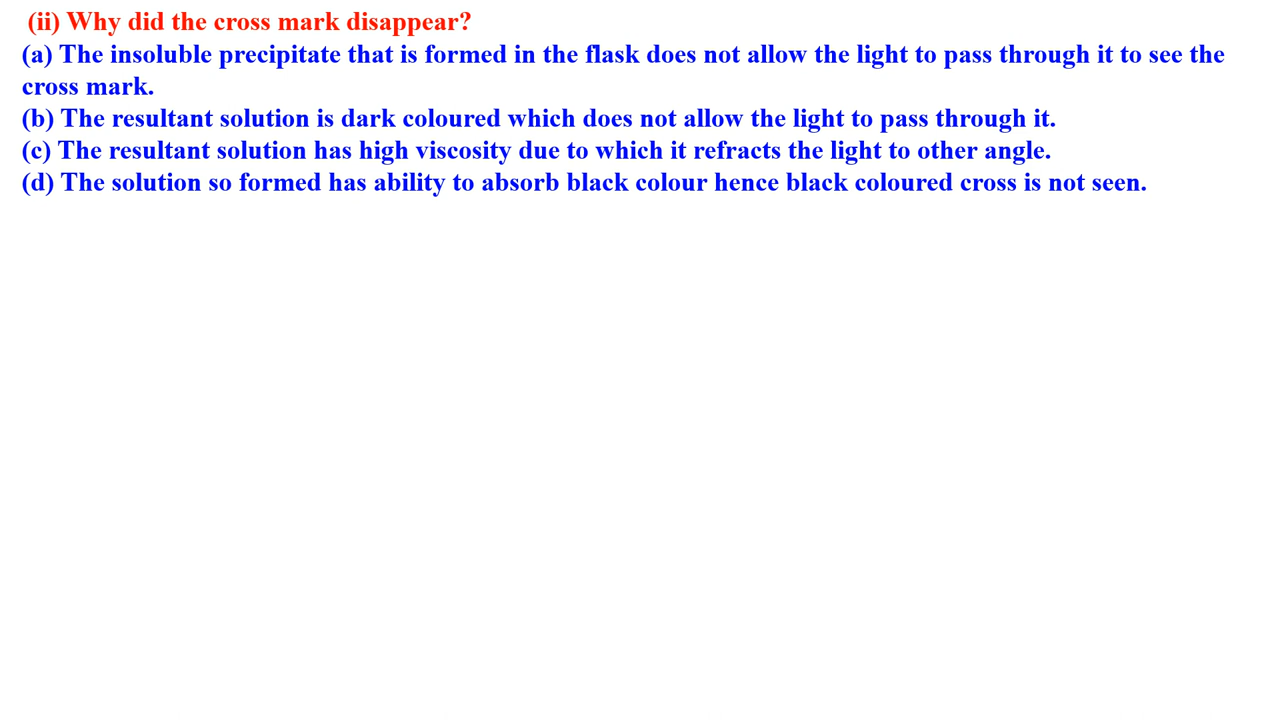 (ii) Why did the cross mark disappear?
(a) The insoluble precipitate that is formed in the flask does not allow the light to pass through it to see the
cross mark.
(b) The resultant solution is dark coloured which does not allow the light to pass through it.
(c) The resultant solution has high viscosity due to which it refracts the light to other angle.
(d) The solution so formed has ability to absorb black colour hence black coloured cross is not seen.